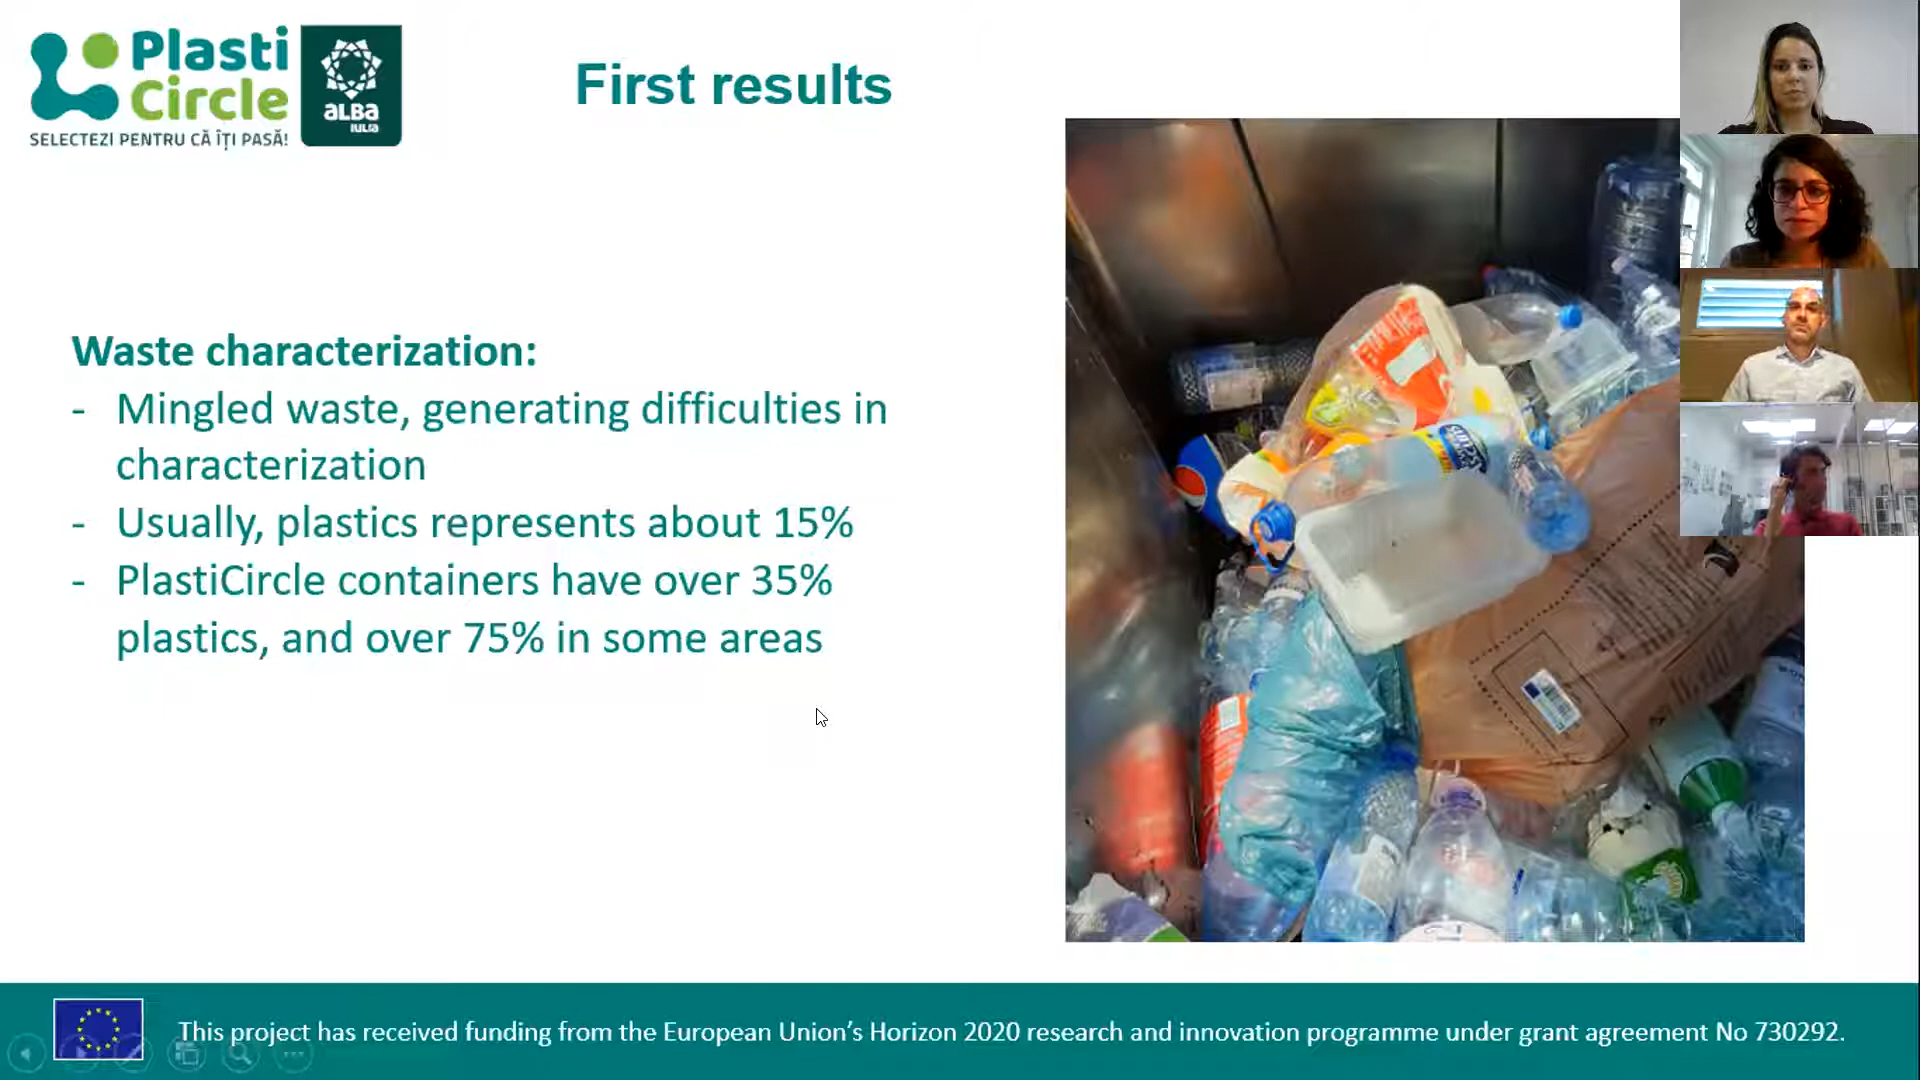 Plasti
Circle
SELECTEZI PENTRU CĂ ÎȚI PASĂ!
aLBa
IULIA
First results
Waste characterization:
- Mingled waste, generating difficulties in
characterization
- Usually, plastics represents about 15%
- PlastiCircle containers have over 35%
plastics, and over 75% in some areas
This project has received funding from the European Union’s Horizon 2020 research and innovation programme under grant agreement No 730292.